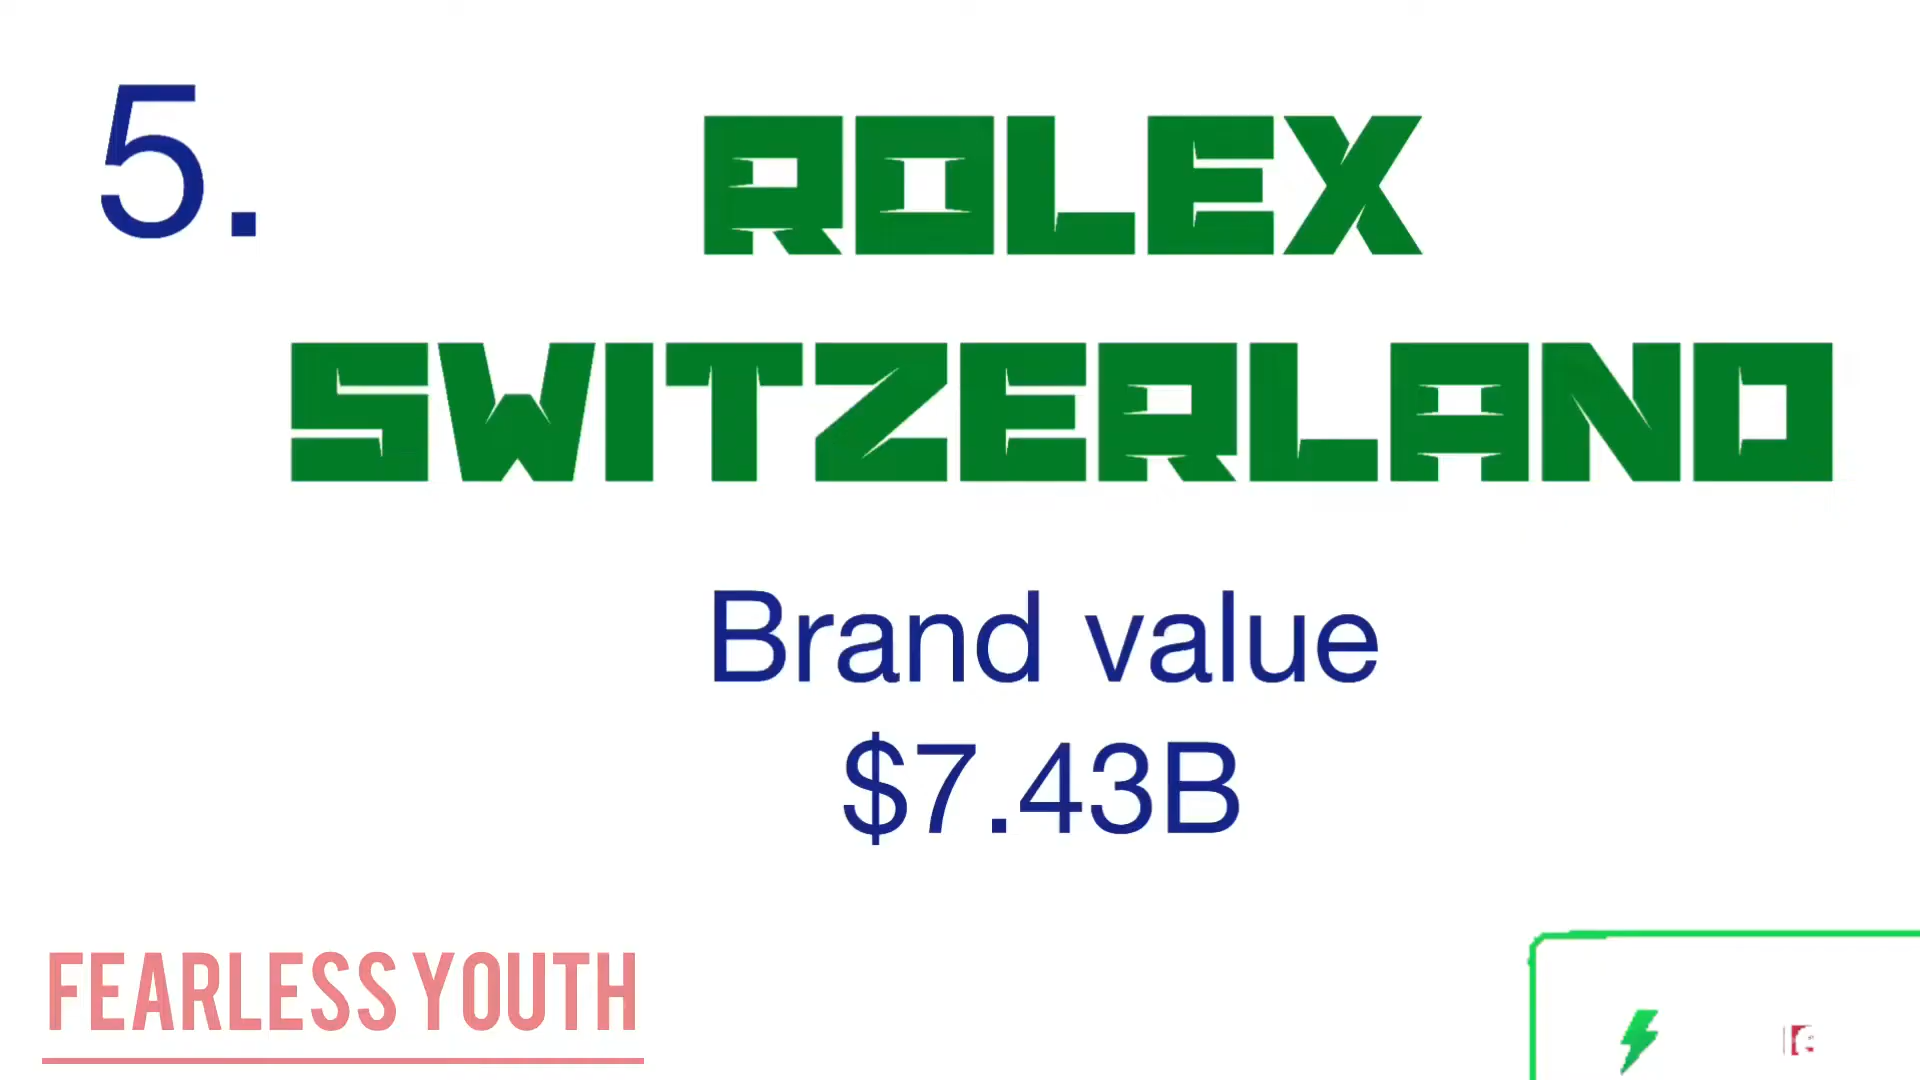 5.
ROLEX
SWITZERLAND
Brand value
$7.43B
FEARLESS YOUTH